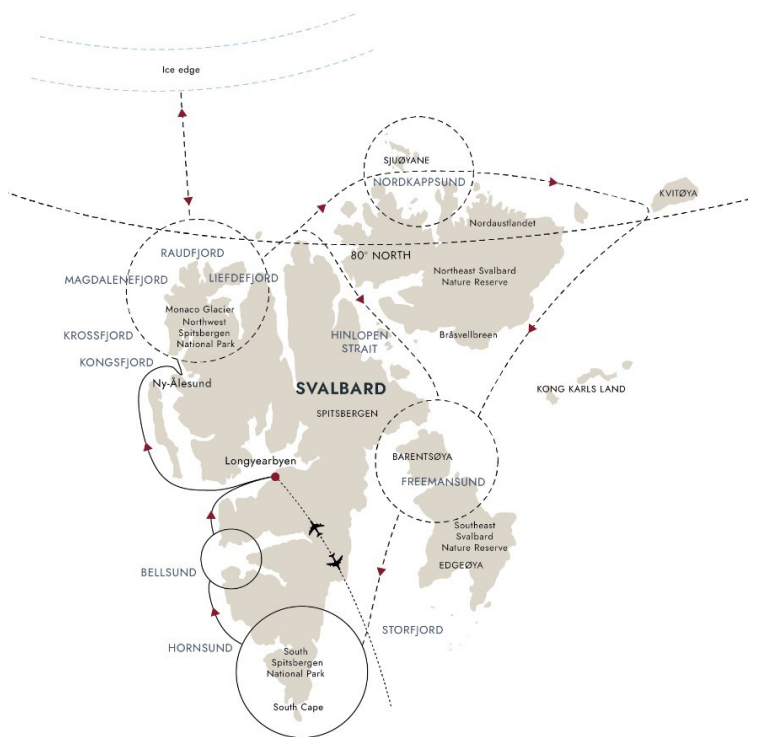 Ice edge
SJUØYANE
NORDKAPPSUND
KVITØYA
Nordaustlandet
RAUDFJORD
80° NORTH
MAGDALENEFJORD
LIEFDEFJORD
Northeast Svalbard
Nature Reserve
Monaco Glacier
Northwest
Spitsbergen
National Park
KROSSFJORD
HINLOPEN
STRAIT
Bråsvellbreen
KONGSFJORD
Ny-Ålesund
SVALBARD
KONG KARLS LAND
SPITSBERGEN
Longyearbyen
BARENTSØYA
FREEMANSUND
Southeast
Svalbard
Nature Reserve
EDGEØYA
BELLSUND
STORFJORD
HORNSUND
South
Spitsbergen
National Park
South Cape